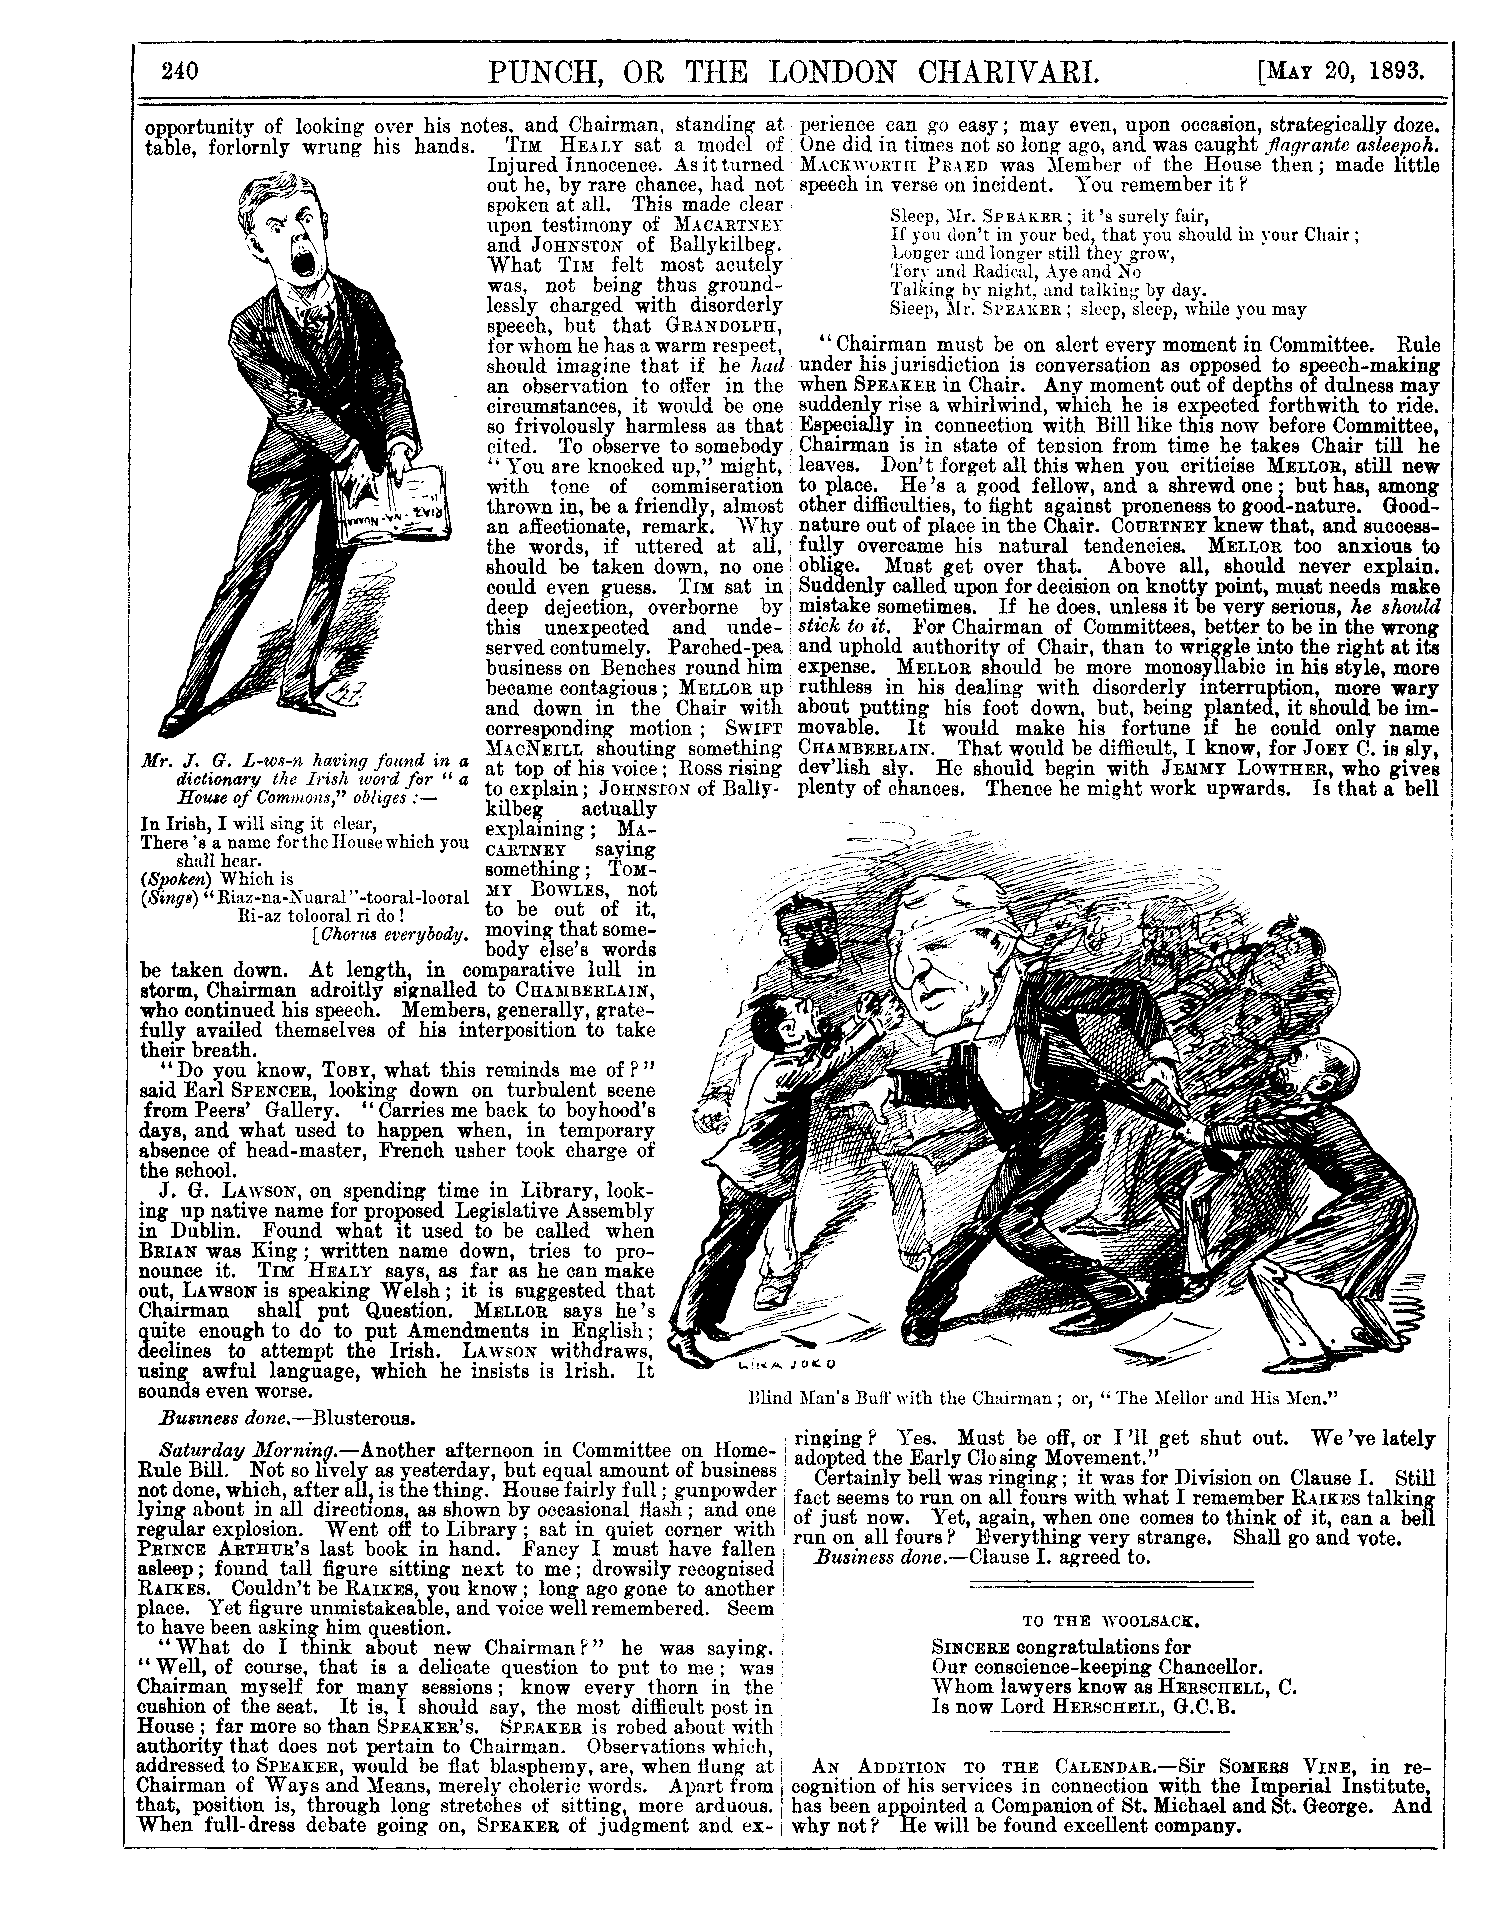 240
PUNCH, OR THE LONDON CHARIVARI.
[MAY 20, 1893.
opportunity of looking over his notes, and Chairman, standing at
table, forlornly wrung his hands. TIM HEALY sat a model of
Injured Innocence. As it turned
out he, by rare chance, had not
spoken at all. This made clear
upon testimony of MACARTNEY
and JOHNSTON of Ballykilbeg.
What TIM felt most acutely
was, not being thus ground-
lessly charged with disorderly
speech, but that GRANDOLPH,
for whom he has a warm respect,
should imagine that if he had
an observation to offer in the
circumstances, it would be one
so frivolously harmless as that
cited. To observe to somebody
"You are knocked up," might,
with tone of commiseration
thrown in, be a friendly, almost
an affectionate, remark. Why
the words, if uttered at all,
should be taken down, no one
could even guess. TIM sat in
deep dejection, overborne by
this unexpected and unde-
served contumely. Parched-pea
business on Benches round him
became contagious; MELLOR up
and down in the Chair with
corresponding motion; SWIFT
MACNEILL shouting something
at top of his voice; Ross rising
to explain; JOHNSTON of Bally-
kilbeg actually
explaining; MA-
CARTNEY saying
something; TOM-
MY BOWLES, not
to be out of it,
moving that some-
body else's words
RIAZ-NA-NUARA
Mr. J. G. L-ws-n having found in a
dictionary the Irish word for "a
House of Commons," obliges:—
In Irish, I will sing it clear,
There's a name for the House which you
shall hear.
(Spoken) Which is
(Sings) "Riaz-na-Nuaral"-tooral-looral
Ri-az tolooral ri do!
[Chorus everybody.
be taken down. At length, in comparative lull in
storm, Chairman adroitly signalled to CHAMBERLAIN,
who continued his speech. Members, generally, grate-
fully availed themselves of his interposition to take
their breath.
"Do you know, TOBY, what this reminds me of?"
said Earl SPENCER, looking down on turbulent scene
from Peers' Gallery. "Carries me back to boyhood's
days, and what used to happen when, in temporary
absence of head-master, French usher took charge of
the school.
J. G. LAWSON, on spending time in Library, look-
ing up native name for proposed Legislative Assembly
in Dublin. Found what it used to be called when
BRIAN was King; written name down, tries to pro-
nounce it. TIM HEALY says, as far as he can make
out, LAWSON is speaking Welsh; it is suggested that
Chairman shall put Question. MELLOR says he's
quite enough to do to put Amendments in English;
declines to attempt the Irish. LAWSON withdraws,
using awful language, which he insists is Irish. It
sounds even worse.
Business done.—Blusterous.
Saturday Morning.—Another afternoon in Committee on Home-
Rule Bill. Not so lively as yesterday, but equal amount of business
not done, which, after all, is the thing. House fairly full; gunpowder
lying about in all directions, as shown by occasional flash; and one
regular explosion. Went off to Library; sat in quiet corner with
PRINCE ARTHUR's last book in hand. Fancy I must have fallen
asleep; found tall figure sitting next to me; drowsily recognised
RAIKES. Couldn't be RAIKES, you know; long ago gone to another
place. Yet figure unmistakeable, and voice well remembered. Seem
to have been asking him question.
"What do I think about new Chairman?" he was saying.
"Well, of course, that is a delicate question to put to me; was
Chairman myself for many sessions; know every thorn in the
cushion of the seat. It is, I should say, the most difficult post in
House; far more so than SPEAKER's. SPEAKER is robed about with
authority that does not pertain to Chairman. Observations which,
addressed to SPEAKER, would be flat blasphemy, are, when flung at
Chairman of Ways and Means, merely choleric words. Apart from
that, position is, through long stretches of sitting, more arduous.
When full-dress debate going on, SPEAKER of judgment and ex-
perience can go easy; may even, upon occasion, strategically doze.
One did in times not so long ago, and was caught flagrante asleepoh.
MACKWORTH PRAED was Member of the House then; made little
speech in verse on incident. You remember it?
Sleep, Mr. SPEAKER; it's surely fair,
If you don't in your bed, that you should in your Chair;
Longer and longer still they grow,
Tory and Radical, Aye and No
Talking by night, and talking by day.
Sleep, Mr. SPEAKER; sleep, sleep, while you may
"Chairman must be on alert every moment in Committee. Rule
under his jurisdiction is conversation as opposed to speech-making
when SPEAKER in Chair. Any moment out of depths of dulness may
suddenly rise a whirlwind, which he is expected forthwith to ride.
Especially in connection with Bill like this now before Committee,
Chairman is in state of tension from time he takes Chair till he
leaves. Don't forget all this when you criticise MELLOR, still new
to place. He's a good fellow, and a shrewd one; but has, among
other difficulties, to fight against proneness to good-nature. Good-
nature out of place in the Chair. COURTNEY knew that, and success-
fully overcame his natural tendencies. MELLOR too anxious to
oblige. Must get over that. Above all, should never explain.
Suddenly called upon for decision on knotty point, must needs make
mistake sometimes. If he does, unless it be very serious, he should
stick to it. For Chairman of Committees, better to be in the wrong
and uphold authority of Chair, than to wriggle into the right at its
expense. MELLOR should be more monosyllabic in his style, more
ruthless in his dealing with disorderly interruption, more wary
about putting his foot down, but, being planted, it should be im-
movable. It would make his fortune if he could only name
CHAMBERLAIN. That would be difficult, I know, for JOEY C. is sly,
dev'lish sly. He should begin with JEMMY LOWTHER, who gives
plenty of chances. Thence he might work upwards. Is that a bell
LIKA JOKO
Blind Man's Buff with the Chairman; or, "The Mellor and His Men."
ringing? Yes. Must be off, or I'll get shut out. We've lately
adopted the Early Closing Movement."
Certainly bell was ringing; it was for Division on Clause I. Still
fact seems to run on all fours with what I remember RAIKES talking
of just now. Yet, again, when one comes to think of it, can a bell
run on all fours? Everything very strange. Shall go and vote.
Business done.—Clause I. agreed to.
TO THE WOOLSACK.
SINCERE congratulations for
Our conscience-keeping Chancellor.
Whom lawyers know as HERSCHELL, C.
Is now Lord HERSCHELL, G.C.B.
AN ADDITION TO THE CALENDAR.—Sir SOMERS VINE, in re-
cognition of his services in connection with the Imperial Institute,
has been appointed a Companion of St. Michael and St. George. And
why not? He will be found excellent company.